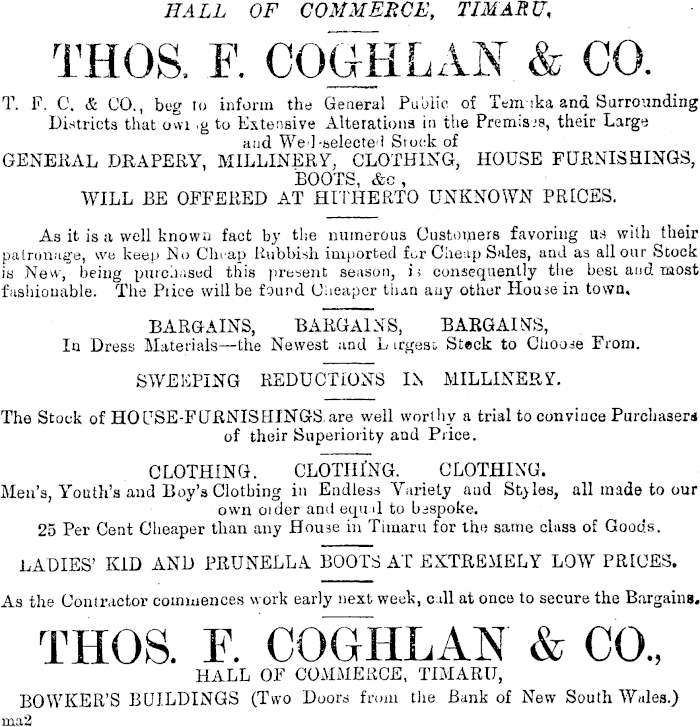 HALL OF COMMERCE, TIMARU,
THOS. F. COGHLAN & CO.
T. F. C. & CO., beg to inform the General Public of Temuka and Surrounding
Districts that owing to Extensive Alterations in the Premises, their Large
and Well-selected Stock of
GENERAL DRAPERY, MILLINERY, CLOTHING, HOUSE FURNISHINGS,
BOOTS, &c,
WILL BE OFFERED AT HITHERTO UNKNOWN PRICES.
As it is a well known fact by the numerous Customers favoring us with their
patronage, we keep No Cheap Rubbish imported for Cheap Sales, and as all our Stock
is New, being purchased this present season, is consequently the best and most
fashionable. The Price will be found Cheaper than any other House in town.
BARGAINS, BARGAINS, BARGAINS,
In Dress Materials—the Newest and Largest Stock to Choose From.
SWEEPING REDUCTIONS IN MILLINERY.
The Stock of HOUSE-FURNISHINGS are well worthy a trial to convince Purchasers
of their Superiority and Price.
CLOTHING. CLOTHING. CLOTHING.
Men's, Youth's and Boy's Clothing in Endless Variety and Styles, all made to our
own order and equal to bespoke.
25 Per Cent Cheaper than any House in Timaru for the same class of Goods.
LADIES' KID AND PRUNELLA BOOTS AT EXTREMELY LOW PRICES.
As the Contractor commences work early next week, call at once to secure the Bargains.
THOS. F. COGHLAN & CO.,
HALL OF COMMERCE, TIMARU,
BOWKER'S BUILDINGS (Two Doors from the Bank of New South Wales.)
ma2